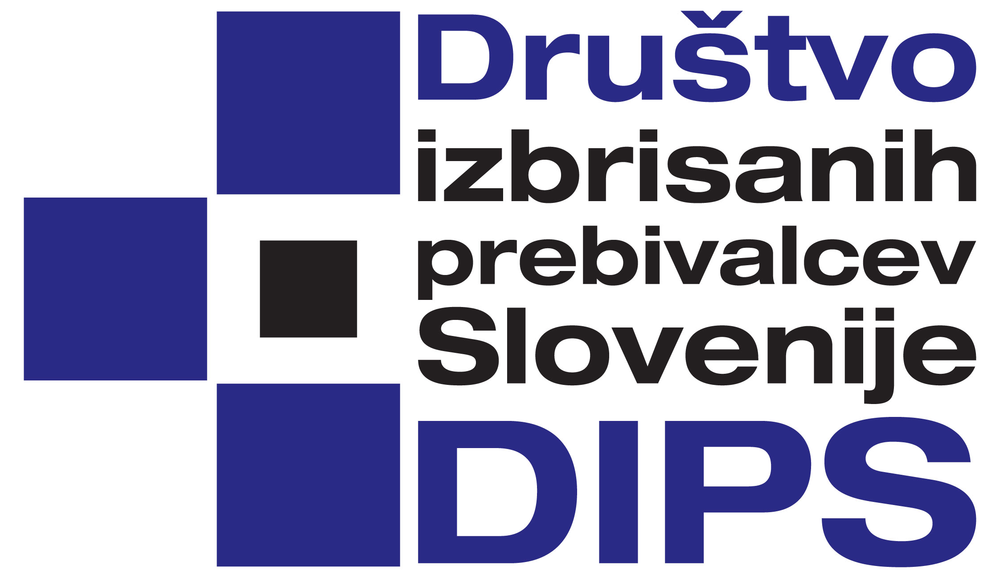 Društvo
izbrisanih
prebivalcev
Slovenije
DIPS